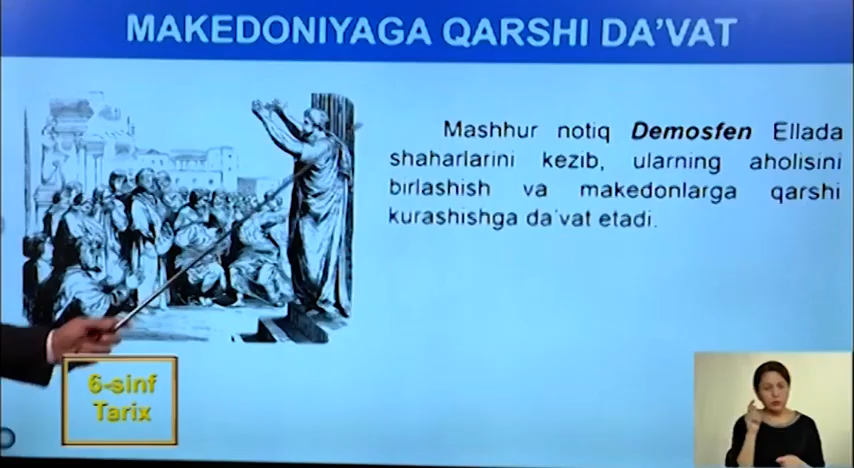 MAKEDONIYAGA QARSHI DA’VAT
Mashhur notiq Demosfen Ellada
shaharlarini kezib, ularning aholisini
birlashish va makedonlarga qarshi
kurashishga da’vat etadi.
6-sinf
Tarix